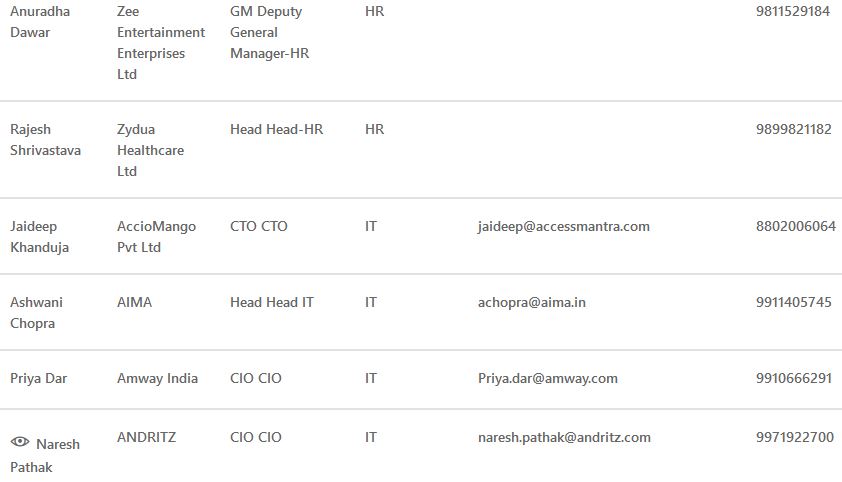 Anuradha Zee GM Deputy HR 9811529184
Dawar Entertainment General
Enterprises Manager-HR
Ltd
Rajesh Zydua Head Head-HR HR 9899821182
Shrivastava Healthcare
Ltd
Jaideep AccioMango CTO CTO IT jaideep@accessmantra.com 8802006064
Khanduja Pvt Ltd
Ashwani AIMA Head Head IT IT achopra@aima.in 9911405745
Chopra
Priya Dar Amway India CIO CIO IT Priya.dar@amway.com 9910666291
Naresh ANDRITZ CIO CIO IT naresh.pathak@andritz.com 9971922700
Pathak